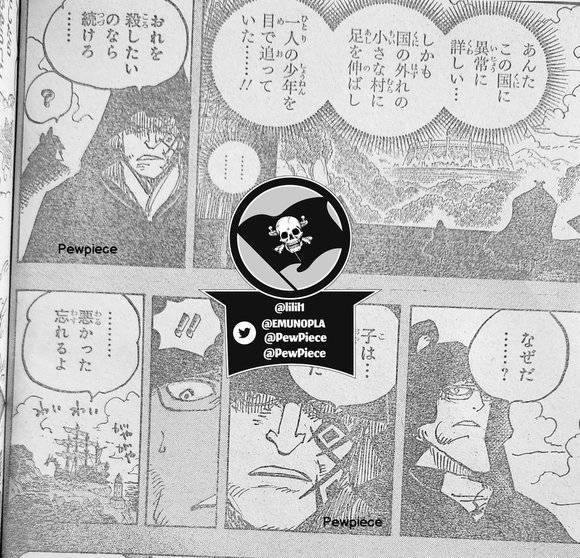 あんた
この国に
異常に
詳しい…
しかも
国の外れの
小さな村に
足を伸ばし
一人の少年を
目で追って
いた……!!
………
おれを
殺したい
のなら
続けろ
………
?
Pewpiece
@lilil1
@EMUNOPLA
@PewPiece
@PewPiece
なぜだ
……?
子は……
た
Pewpiece
!!
………
悪かった
忘れるよ
わい わい
がや
がや